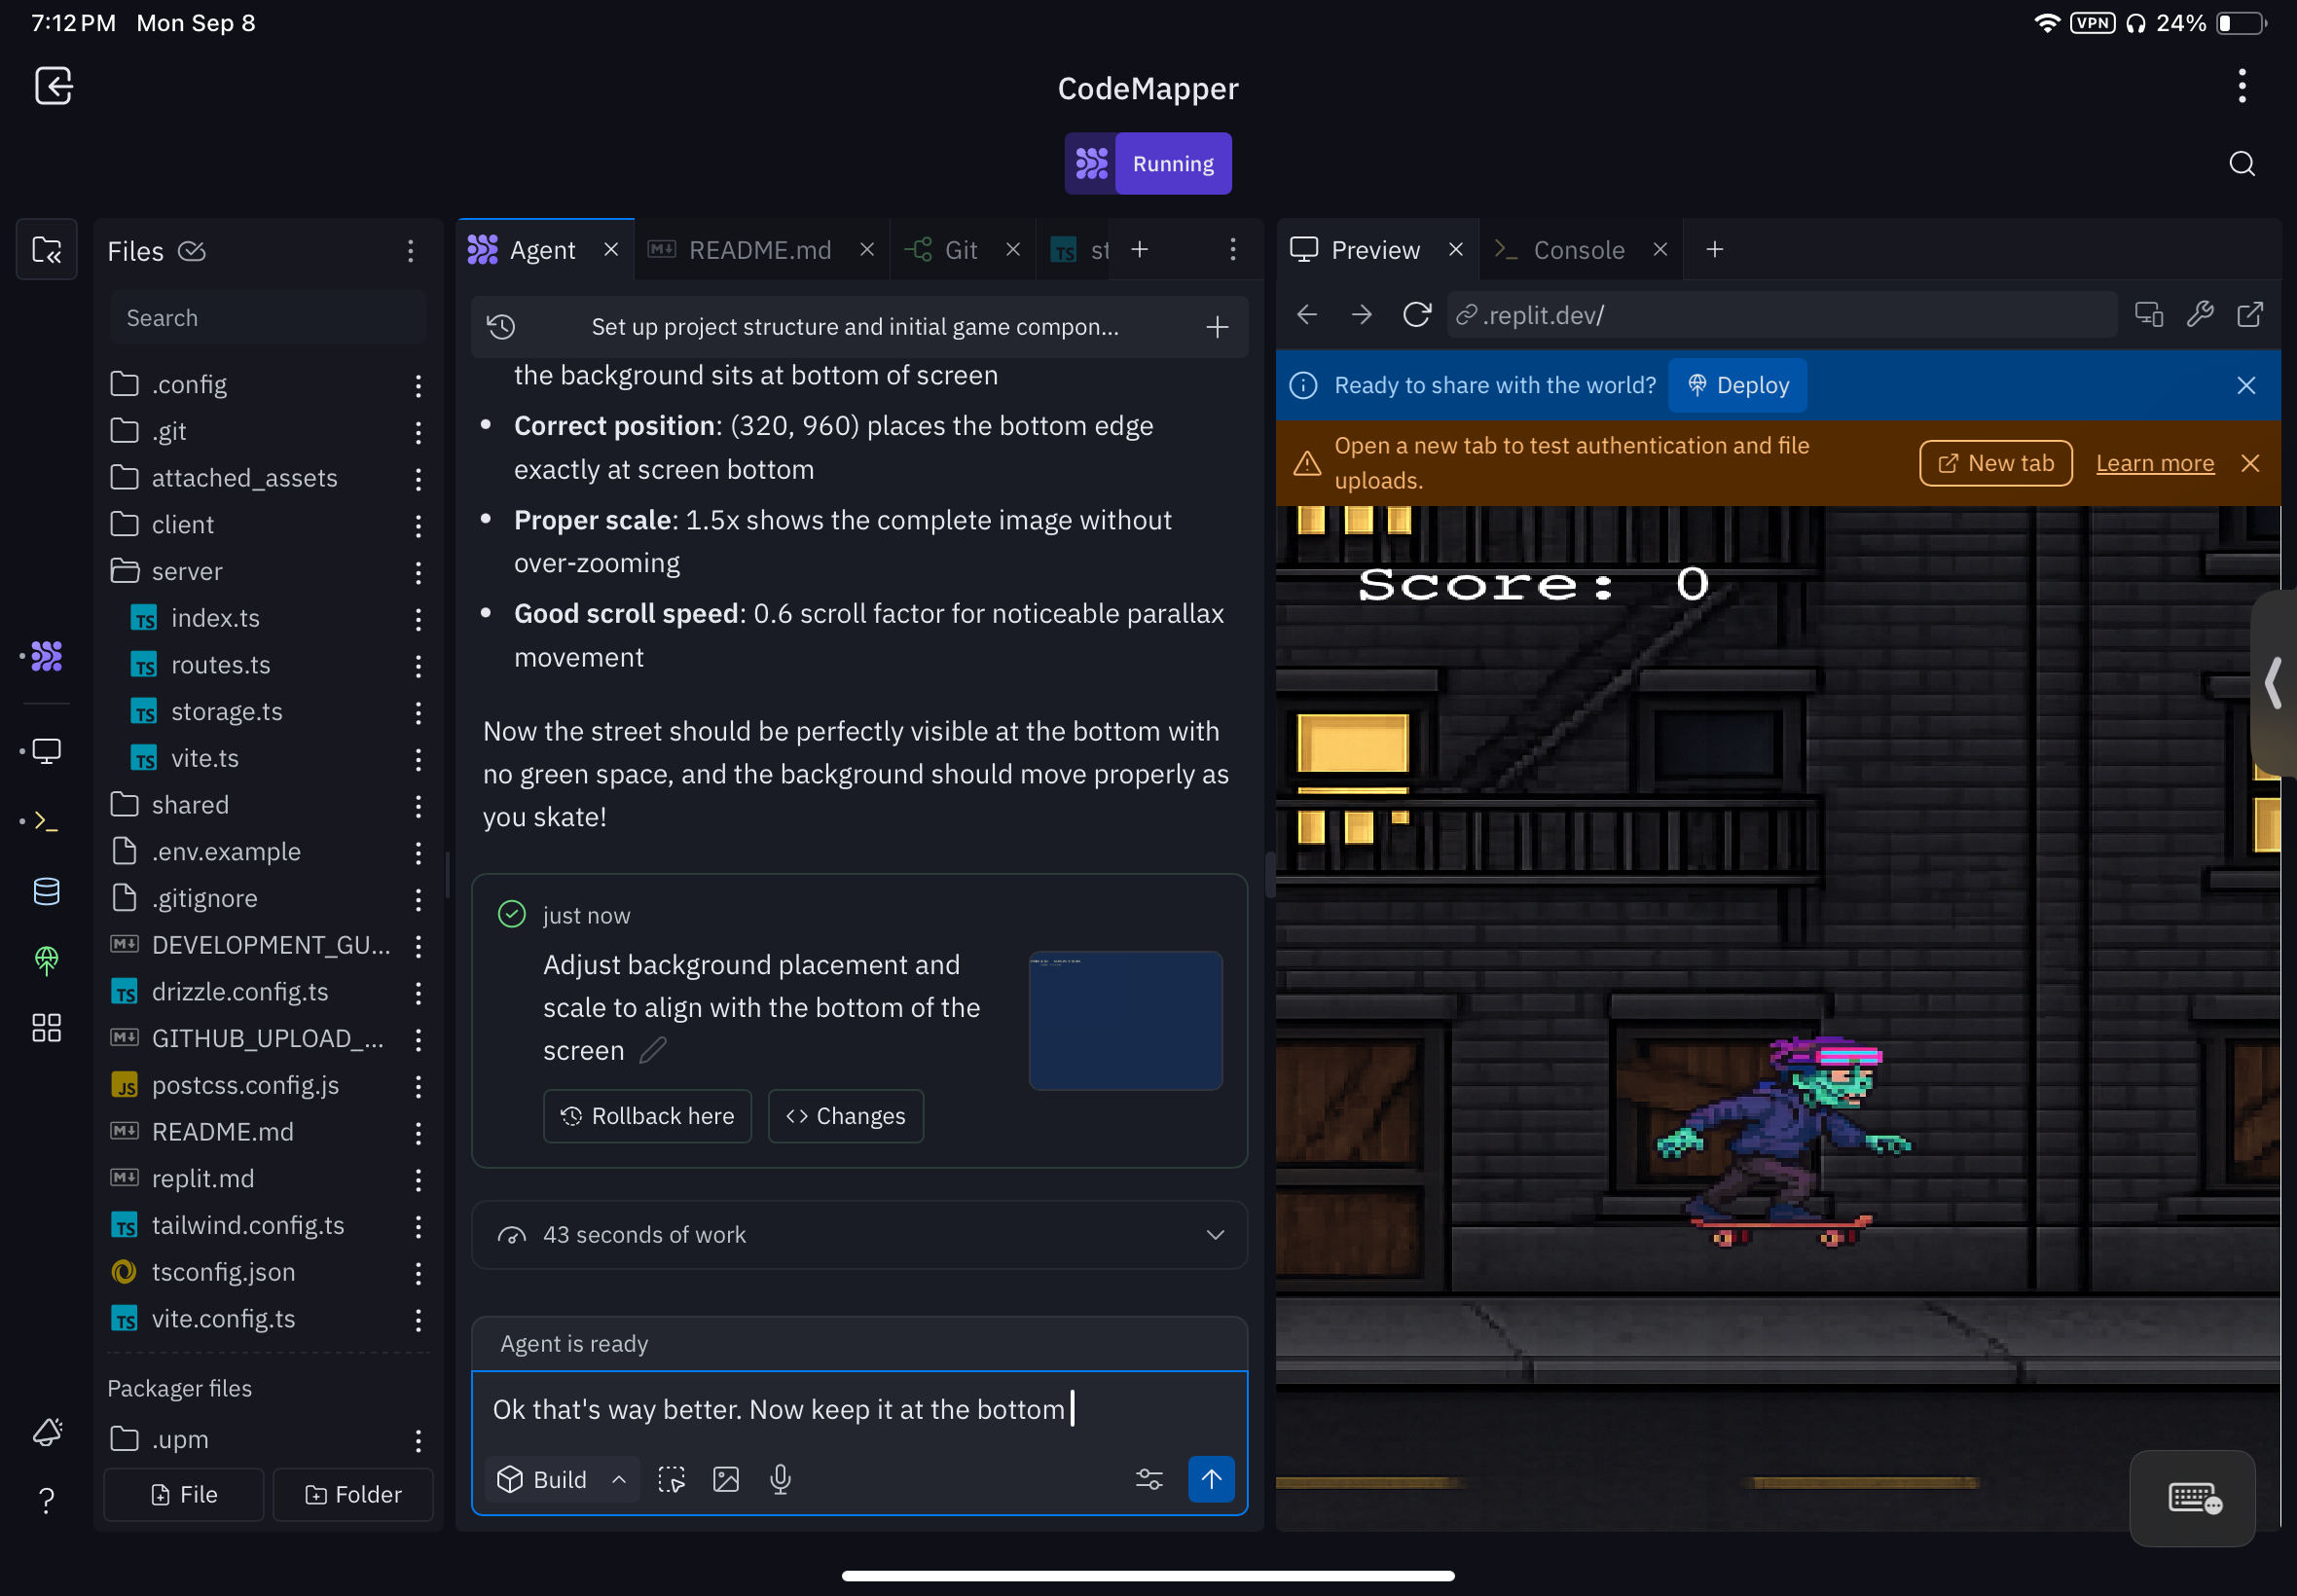 7:12 PM Mon Sep 8
VPN 24%
CodeMapper
Running
Files
Search
.config
.git
attached_assets
client
server
TS index.ts
TS routes.ts
TS storage.ts
TS vite.ts
shared
.env.example
.gitignore
DEVELOPMENT_GU...
TS drizzle.config.ts
GITHUB_UPLOAD_...
JS postcss.config.js
README.md
replit.md
TS tailwind.config.ts
tsconfig.json
TS vite.config.ts
Packager files
.upm
File Folder
Agent README.md Git TS st
Set up project structure and initial game compon...
the background sits at bottom of screen
• Correct position: (320, 960) places the bottom edge
exactly at screen bottom
• Proper scale: 1.5x shows the complete image without
over-zooming
• Good scroll speed: 0.6 scroll factor for noticeable parallax
movement
Now the street should be perfectly visible at the bottom with
no green space, and the background should move properly as
you skate!
just now
Adjust background placement and
scale to align with the bottom of the
screen
Rollback here <> Changes
43 seconds of work
Agent is ready
Ok that's way better. Now keep it at the bottom
Build
Preview Console
.replit.dev/
Ready to share with the world? Deploy
Open a new tab to test authentication and file
uploads.
New tab Learn more
Score: 0